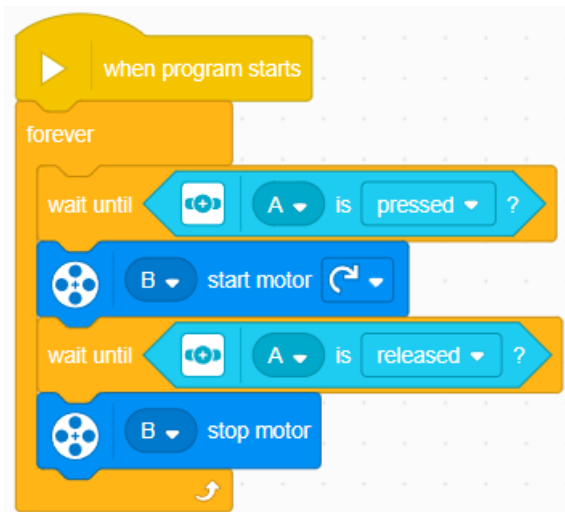 when program starts
forever
wait until A is pressed ?
B start motor
wait until A is released ?
B stop motor